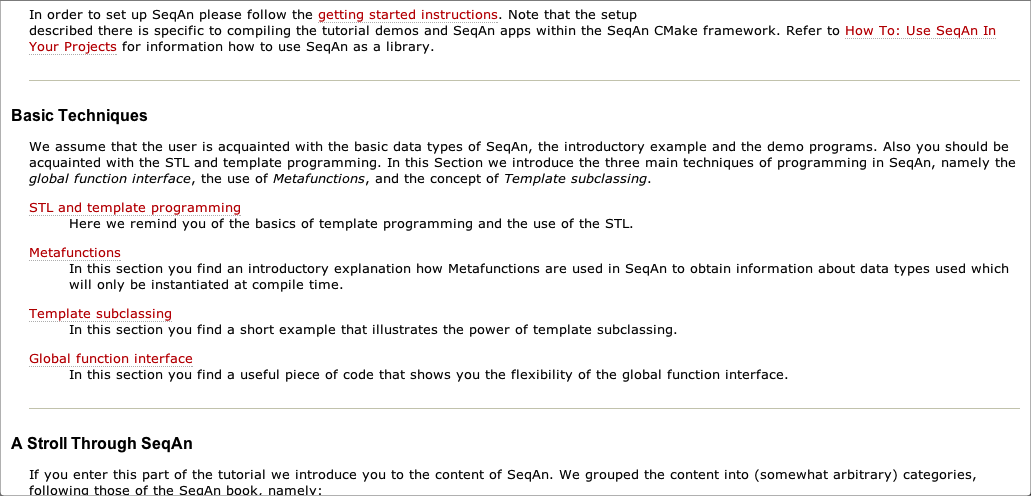 In order to set up SeqAn please follow the getting started instructions. Note that the setup
described there is specific to compiling the tutorial demos and SeqAn apps within the SeqAn CMake framework. Refer to How To: Use SeqAn In
Your Projects for information how to use SeqAn as a library.
Basic Techniques
We assume that the user is acquainted with the basic data types of SeqAn, the introductory example and the demo programs. Also you should be
acquainted with the STL and template programming. In this Section we introduce the three main techniques of programming in SeqAn, namely the
global function interface, the use of Metafunctions, and the concept of Template subclassing.
STL and template programming
Here we remind you of the basics of template programming and the use of the STL.
Metafunctions
In this section you find an introductory explanation how Metafunctions are used in SeqAn to obtain information about data types used which
will only be instantiated at compile time.
Template subclassing
In this section you find a short example that illustrates the power of template subclassing.
Global function interface
In this section you find a useful piece of code that shows you the flexibility of the global function interface.
A Stroll Through SeqAn
If you enter this part of the tutorial we introduce you to the content of SeqAn. We grouped the content into (somewhat arbitrary) categories,
following those of the SeqAn book, namely: